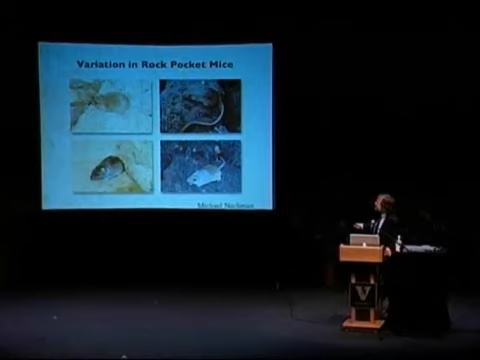 Variation in Rock Pocket Mice
Michael Nachman
V